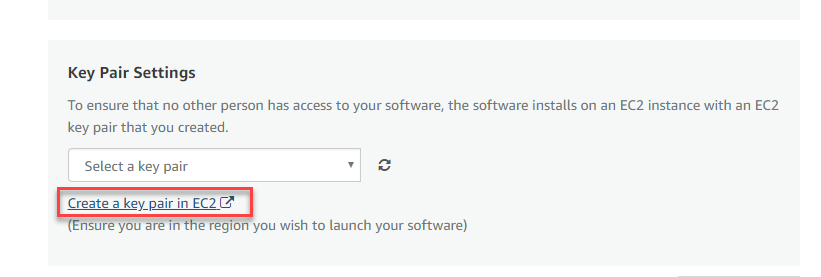 Key Pair Settings
To ensure that no other person has access to your software, the software installs on an EC2 instance with an EC2
key pair that you created.
Select a key pair
Create a key pair in EC2
(Ensure you are in the region you wish to launch your software)